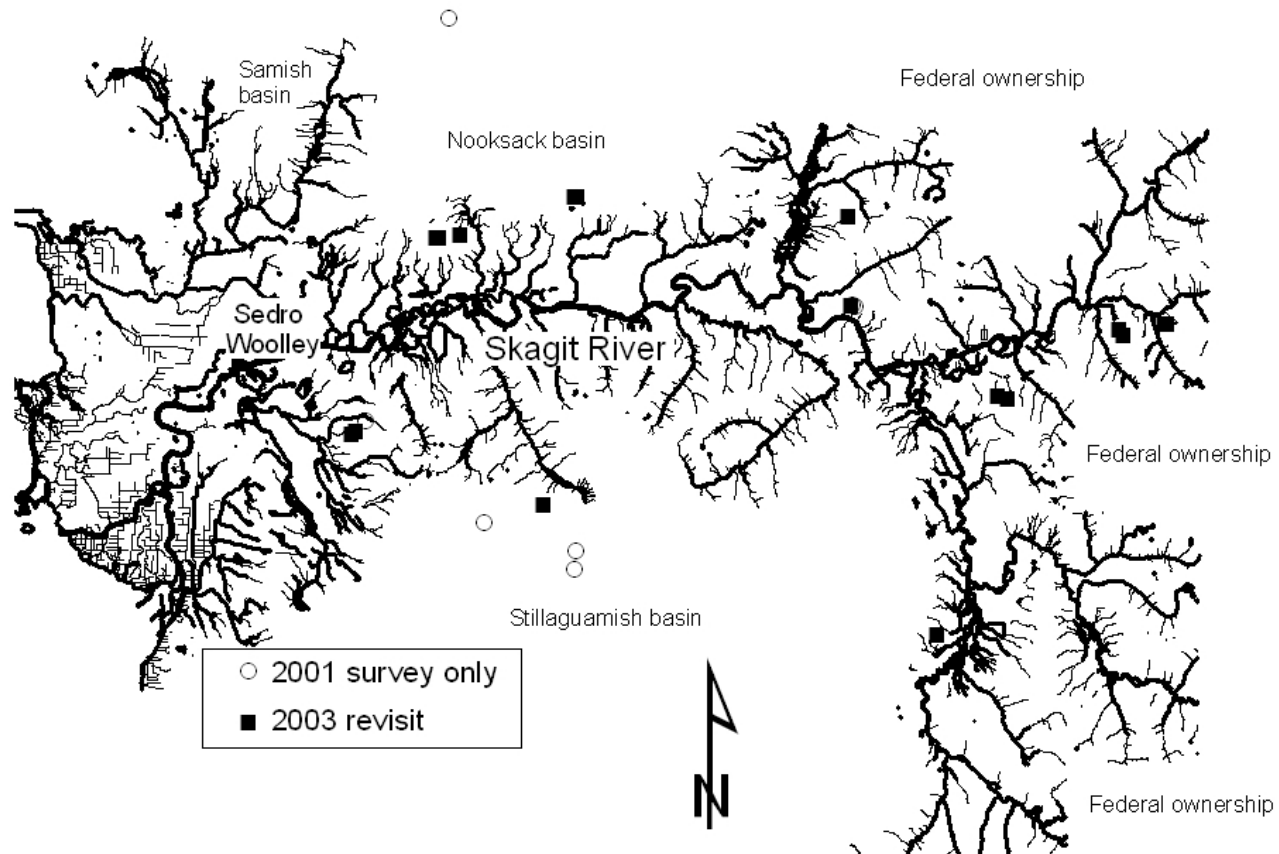 Samish
basin
Federal ownership
Nooksack basin
Sedro
Woolley
Skagit River
Federal ownership
Stillaguamish basin
2001 survey only
2003 revisit
N
Federal ownership